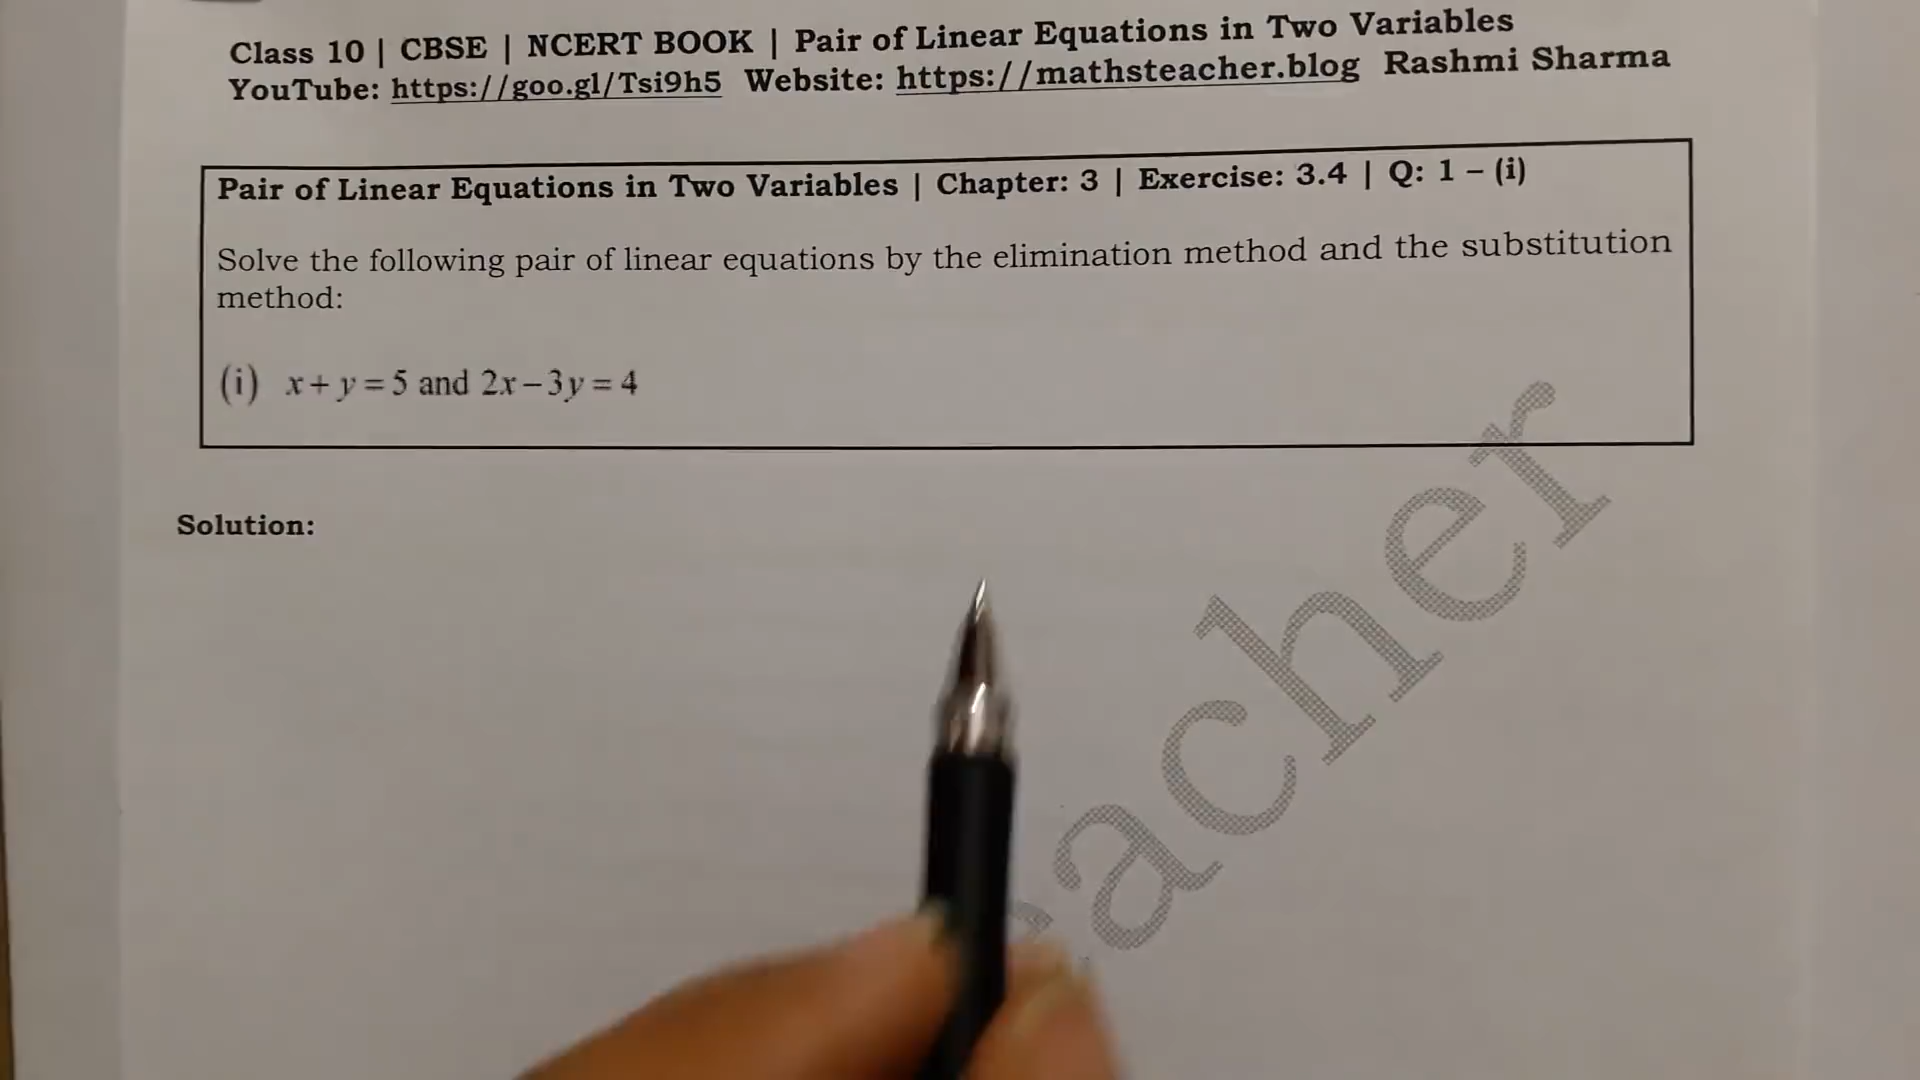 Class 10 | CBSE | NCERT BOOK | Pair of Linear Equations in Two Variables
YouTube: https://goo.gl/Tsi9h5 Website: https://mathsteacher.blog Rashmi Sharma
Pair of Linear Equations in Two Variables | Chapter: 3 | Exercise: 3.4 | Q: 1 – (i)
Solve the following pair of linear equations by the elimination method and the substitution
method:
(i) x + y = 5 and 2x – 3y = 4
Solution:
acher